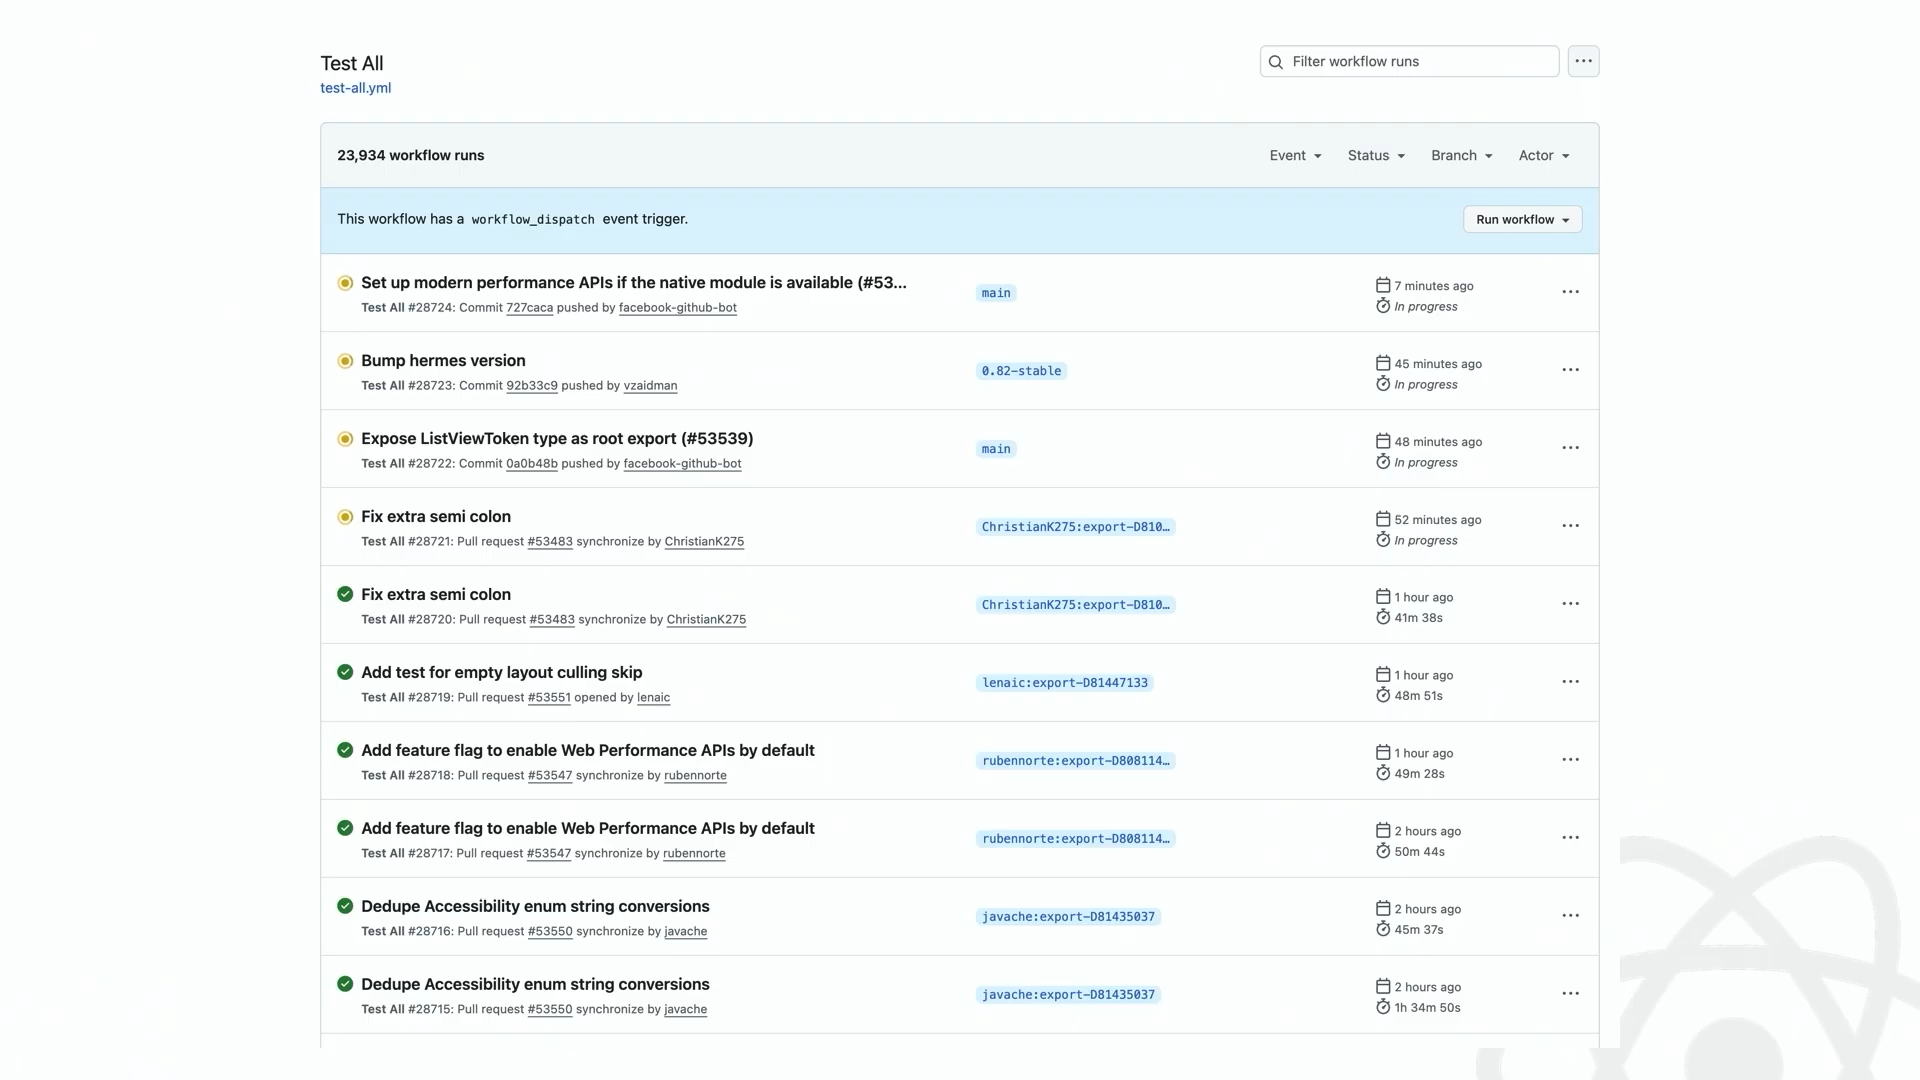 Test All
test-all.yml
Filter workflow runs
23,934 workflow runs
Event Status Branch Actor
This workflow has a workflow_dispatch event trigger.
Run workflow
Set up modern performance APIs if the native module is available (#53...
Test All #28724: Commit 727caca pushed by facebook-github-bot
main
7 minutes ago
In progress
Bump hermes version
Test All #28723: Commit 92b33c9 pushed by vzaidman
0.82-stable
45 minutes ago
In progress
Expose ListViewToken type as root export (#53539)
Test All #28722: Commit 0a0b48b pushed by facebook-github-bot
main
48 minutes ago
In progress
Fix extra semi colon
Test All #28721: Pull request #53483 synchronize by ChristianK275
ChristianK275:export-D810…
52 minutes ago
In progress
Fix extra semi colon
Test All #28720: Pull request #53483 synchronize by ChristianK275
ChristianK275:export-D810…
1 hour ago
41m 38s
Add test for empty layout culling skip
Test All #28719: Pull request #53551 opened by lenaic
lenaic:export-D81447133
1 hour ago
48m 51s
Add feature flag to enable Web Performance APIs by default
Test All #28718: Pull request #53547 synchronize by rubennorte
rubennorte:export-D808114…
1 hour ago
49m 28s
Add feature flag to enable Web Performance APIs by default
Test All #28717: Pull request #53547 synchronize by rubennorte
rubennorte:export-D808114…
2 hours ago
50m 44s
Dedupe Accessibility enum string conversions
Test All #28716: Pull request #53550 synchronize by javache
javache:export-D81435037
2 hours ago
45m 37s
Dedupe Accessibility enum string conversions
Test All #28715: Pull request #53550 synchronize by javache
javache:export-D81435037
2 hours ago
1h 34m 50s